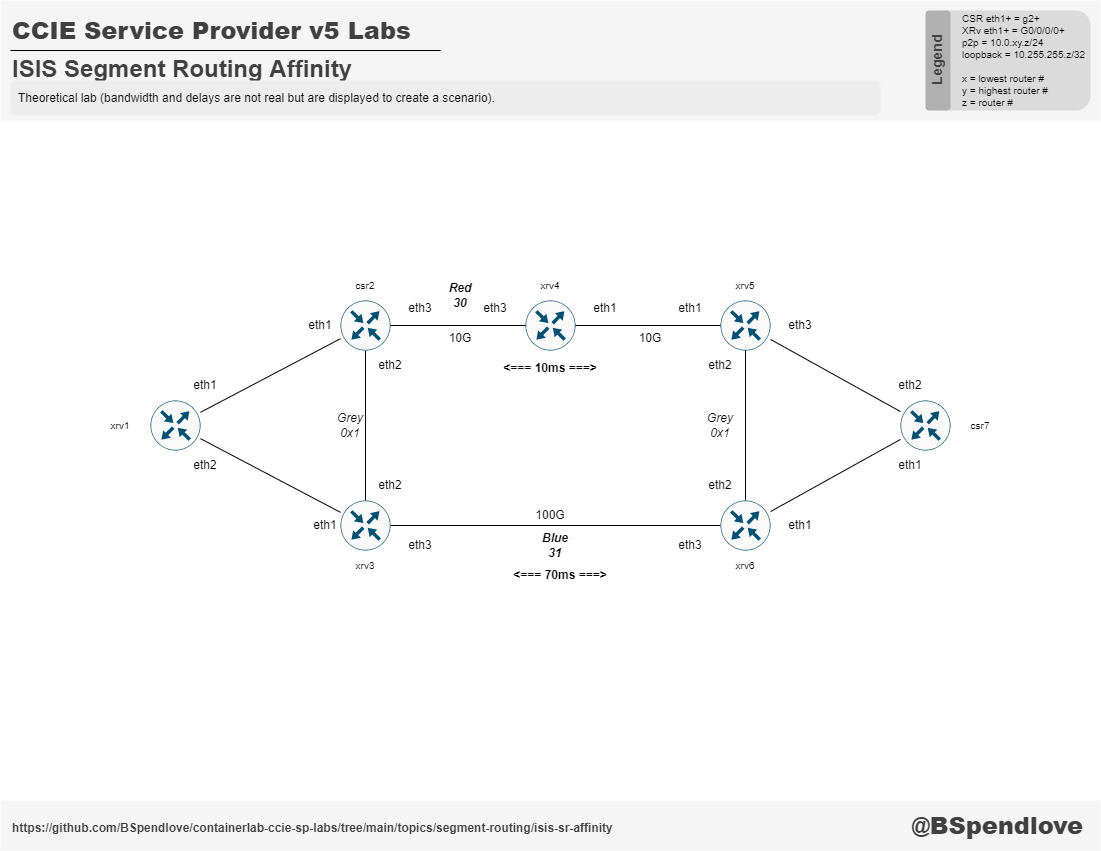 CCIE Service Provider v5 Labs
ISIS Segment Routing Affinity
Theoretical lab (bandwidth and delays are not real but are displayed to create a scenario).
Legend
CSR eth1+ = g2+
XRv eth1+ = G0/0/0/0+
p2p = 10.0.xy.z/24
loopback = 10.255.255.z/32
x = lowest router #
y = highest router #
z = router #
csr2
Red
30
xrv4
xrv5
eth3
eth3
eth1
eth1
eth1
eth3
10G
10G
eth2
<=== 10ms ===>
eth2
eth1
eth2
Grey
0x1
Grey
0x1
xrv1
csr7
eth2
eth1
eth2
eth2
100G
eth1
eth1
Blue
31
eth3
eth3
xrv3
xrv6
<=== 70ms ===>
https://github.com/BSpendlove/containerlab-ccie-sp-labs/tree/main/topics/segment-routing/isis-sr-affinity
@BSpendlove